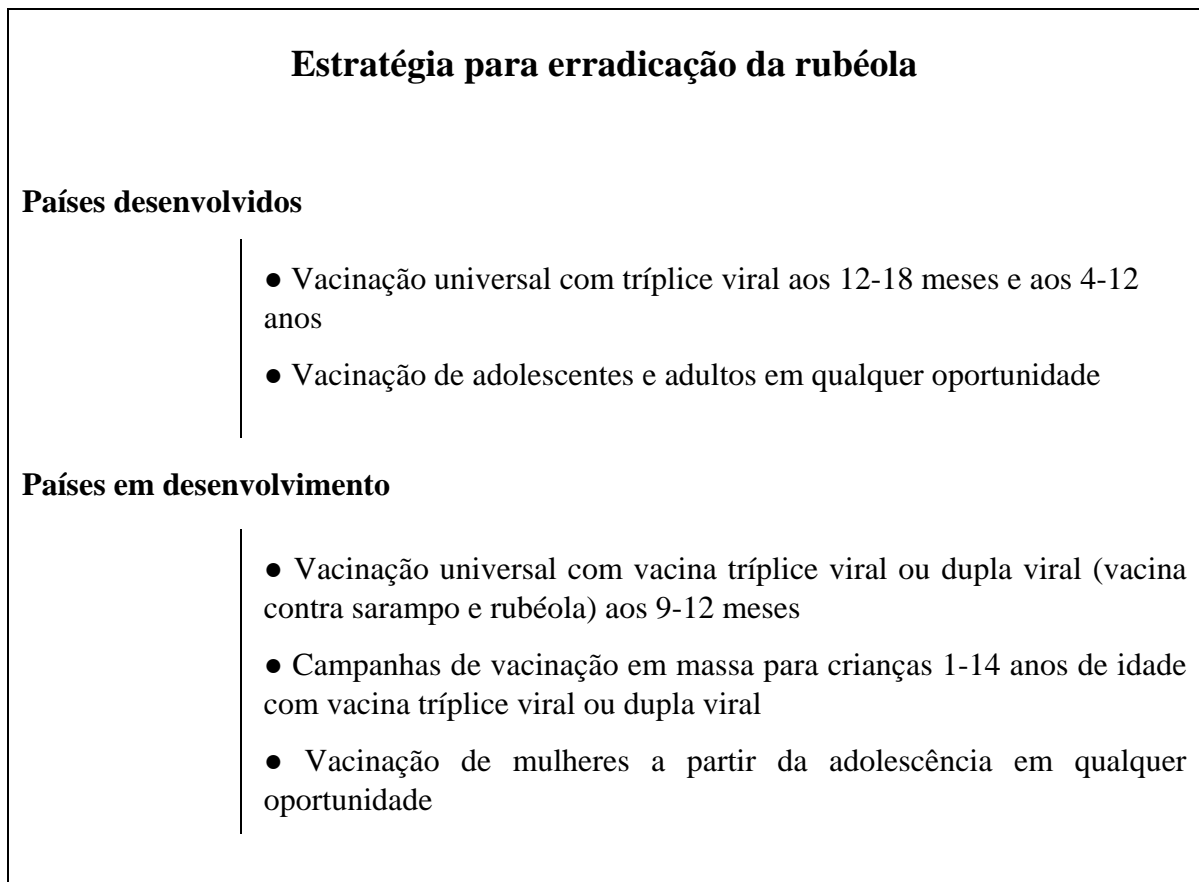 Estratégia para erradicação da rubéola
Países desenvolvidos
● Vacinação universal com tríplice viral aos 12-18 meses e aos 4-12
anos
● Vacinação de adolescentes e adultos em qualquer oportunidade
Países em desenvolvimento
● Vacinação universal com vacina tríplice viral ou dupla viral (vacina
contra sarampo e rubéola) aos 9-12 meses
● Campanhas de vacinação em massa para crianças 1-14 anos de idade
com vacina tríplice viral ou dupla viral
● Vacinação de mulheres a partir da adolescência em qualquer
oportunidade